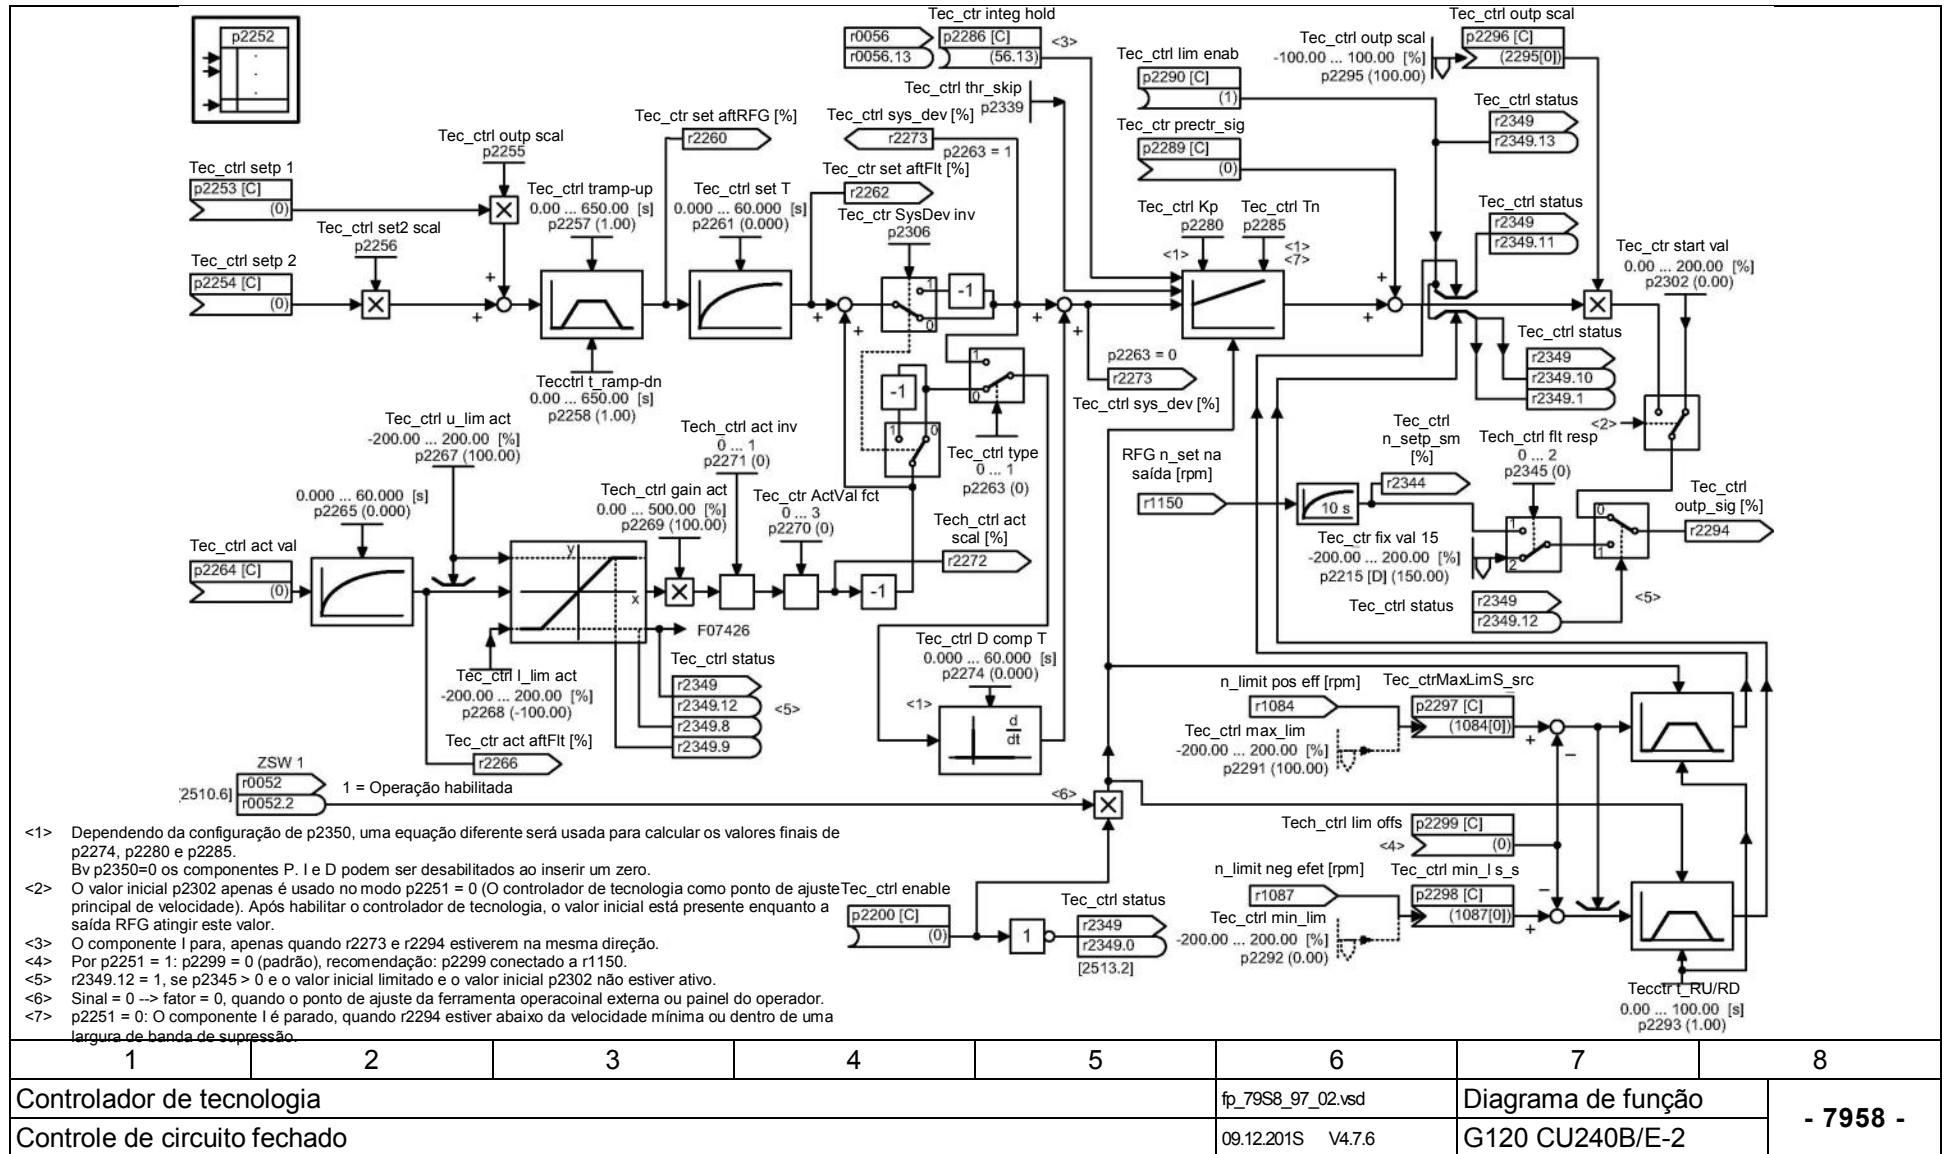 p2252
Tec_ctr integ hold
r0056
r0056.13
p2286 [C]
(56.13)
<3>
Tec_ctrl thr_skip
p2339
Tec_ctrl lim enab
p2290 [C]
(1)
Tec_ctrl outp scal
-100.00 ... 100.00 [%]
p2295 (100.00)
Tec_ctrl outp scal
p2296 [C]
(2295[0])
Tec_ctrl status
r2349
r2349.13
Tec_ctr set aftRFG [%]
r2260
Tec_ctrl sys_dev [%]
r2273
p2263 = 1
Tec_ctr prectr_sig
p2289 [C]
(0)
Tec_ctrl outp scal
p2255
Tec_ctrl setp 1
p2253 [C]
(0)
Tec_ctrl set2 scal
p2256
Tec_ctrl setp 2
p2254 [C]
(0)
Tec_ctrl tramp-up
0.00 ... 650.00 [s]
p2257 (1.00)
Tec_ctrl set T
0.000 ... 60.000 [s]
p2261 (0.000)
Tec_ctr set aftFlt [%]
r2262
Tec_ctr SysDev inv
p2306
1
0
-1
Tec_ctrl Kp
p2280
<1>
Tec_ctrl Tn
p2285
<1>
<7>
Tec_ctrl status
r2349
r2349.11
Tec_ctr start val
0.00 ... 200.00 [%]
p2302 (0.00)
+
+
+
+
+
+
+
+
Tec_ctrl status
r2349
r2349.10
r2349.1
p2263 = 0
r2273
Tec_ctrl sys_dev [%]
Tecctrl t_ramp-dn
0.00 ... 650.00 [s]
p2258 (1.00)
-1
1
0
1
0
Tec_ctrl type
0 ... 1
p2263 (0)
<2>
Tec_ctrl u_lim act
-200.00 ... 200.00 [%]
p2267 (100.00)
Tech_ctrl act inv
0 ... 1
p2271 (0)
0.000 ... 60.000 [s]
p2265 (0.000)
Tech_ctrl gain act
0.00 ... 500.00 [%]
p2269 (100.00)
Tec_ctr ActVal fct
0 ... 3
p2270 (0)
Tech_ctrl act
scal [%]
r2272
RFG n_set na
saída [rpm]
r1150
10 s
Tec_ctrl
n_setp_sm
[%]
r2344
Tech_ctrl flt resp
0 ... 2
p2345 (0)
1
2
0
1
Tec_ctrl
outp_sig [%]
r2294
Tec_ctr fix val 15
-200.00 ... 200.00 [%]
p2215 [D] (150.00)
Tec_ctrl status
r2349
r2349.12
<5>
Tec_ctrl act val
p2264 [C]
(0)
y
x
-1
F07426
Tec_ctrl l_lim act
-200.00 ... 200.00 [%]
p2268 (-100.00)
Tec_ctrl status
r2349
r2349.12
r2349.8
r2349.9
<5>
Tec_ctr act aftFlt [%]
r2266
Tec_ctrl D comp T
0.000 ... 60.000 [s]
p2274 (0.000)
<1>
d
dt
n_limit pos eff [rpm]
r1084
Tec_ctrMaxLimS_src
p2297 [C]
(1084[0])
Tec_ctrl max_lim
-200.00 ... 200.00 [%]
p2291 (100.00)
+
−
ZSW 1
[2510.6]
r0052
r0052.2
1 = Operação habilitada
<6>
Tech_ctrl lim offs
<4>
p2299 [C]
(0)
n_limit neg efet [rpm]
r1087
Tec_ctrl min_l s_s
p2298 [C]
(1087[0])
−
+
Tec_ctrl min_lim
-200.00 ... 200.00 [%]
p2292 (0.00)
Tecctr t_RU/RD
0.00 ... 100.00 [s]
p2293 (1.00)
Tec_ctrl enable
p2200 [C]
(0)
1
Tec_ctrl status
r2349
r2349.0
[2513.2]
<1> Dependendo da configuração de p2350, uma equação diferente será usada para calcular os valores finais de
p2274, p2280 e p2285.
Bv p2350=0 os componentes P. I e D podem ser desabilitados ao inserir um zero.
<2> O valor inicial p2302 apenas é usado no modo p2251 = 0 (O controlador de tecnologia como ponto de ajuste
principal de velocidade). Após habilitar o controlador de tecnologia, o valor inicial está presente enquanto a
saída RFG atingir este valor.
<3> O componente I para, apenas quando r2273 e r2294 estiverem na mesma direção.
<4> Por p2251 = 1: p2299 = 0 (padrão), recomendação: p2299 conectado a r1150.
<5> r2349.12 = 1, se p2345 > 0 e o valor inicial limitado e o valor inicial p2302 não estiver ativo.
<6> Sinal = 0 --> fator = 0, quando o ponto de ajuste da ferramenta operacoinal externa ou painel do operador.
<7> p2251 = 0: O componente I é parado, quando r2294 estiver abaixo da velocidade mínima ou dentro de uma
largura de banda de supressão.
1 2 3 4 5 6 7 8
Controlador de tecnologia
fp_79S8_97_02.vsd
Diagrama de função
- 7958 -
Controle de circuito fechado
09.12.201S V4.7.6
G120 CU240B/E-2